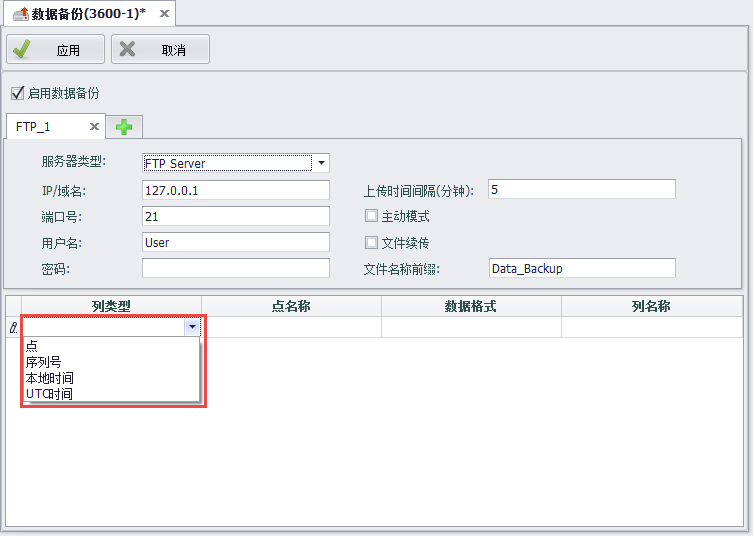 数据备份(3600-1)*
应用 取消
启用数据备份
FTP_1
服务器类型: FTP Server
IP/域名: 127.0.0.1 上传时间间隔(分钟): 5
端口号: 21 主动模式
用户名: User 文件续传
密码: 文件名称前缀: Data_Backup
列类型 点名称 数据格式 列名称
点
序列号
本地时间
UTC时间